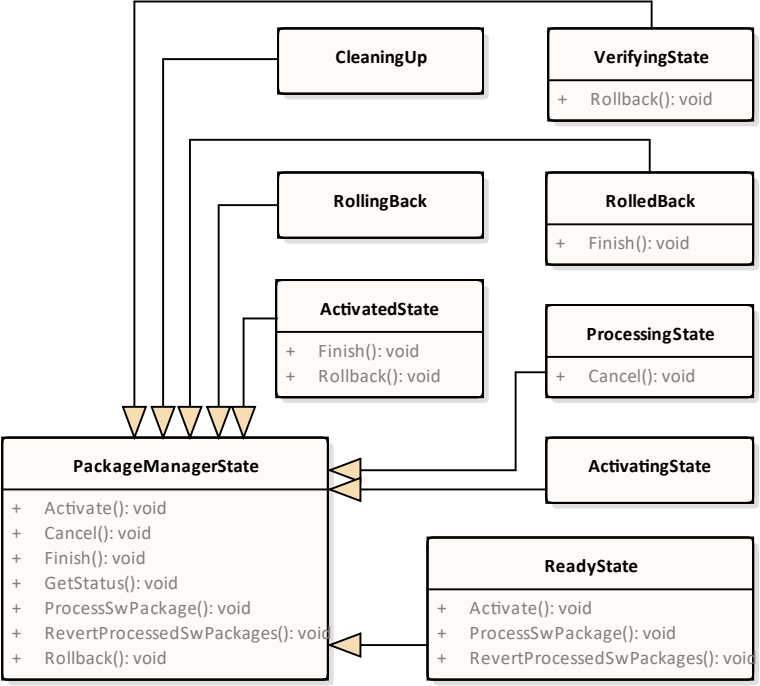 CleaningUp
VerifyingState
+ Rollback(): void
RollingBack
RolledBack
+ Finish(): void
ActivatedState
+ Finish(): void
+ Rollback(): void
ProcessingState
+ Cancel(): void
PackageManagerState
+ Activate(): void
+ Cancel(): void
+ Finish(): void
+ GetStatus(): void
+ ProcessSwPackage(): void
+ RevertProcessedSwPackages(): void
+ Rollback(): void
ActivatingState
ReadyState
+ Activate(): void
+ ProcessSwPackage(): void
+ RevertProcessedSwPackages(): void